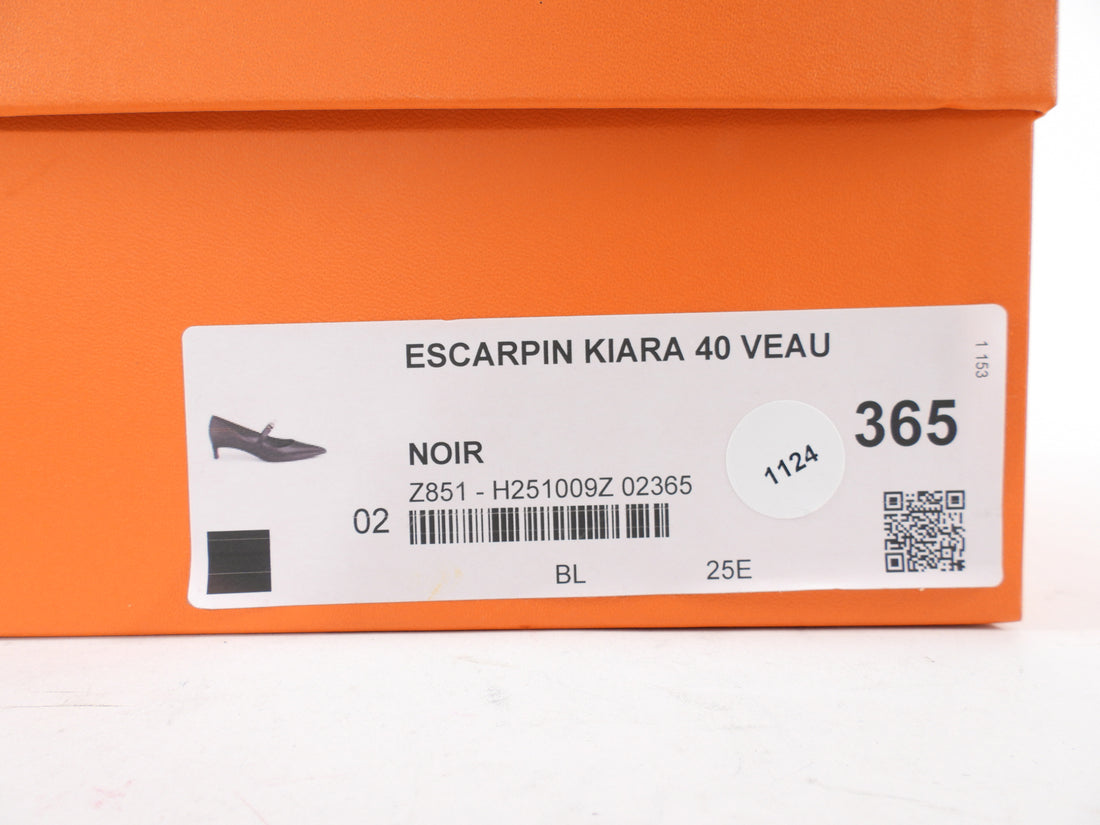 ESCARPIN KIARA 40 VEAU
1 153
365
NOIR
1124
Z851 - H251009Z 02365
02
BL
25E